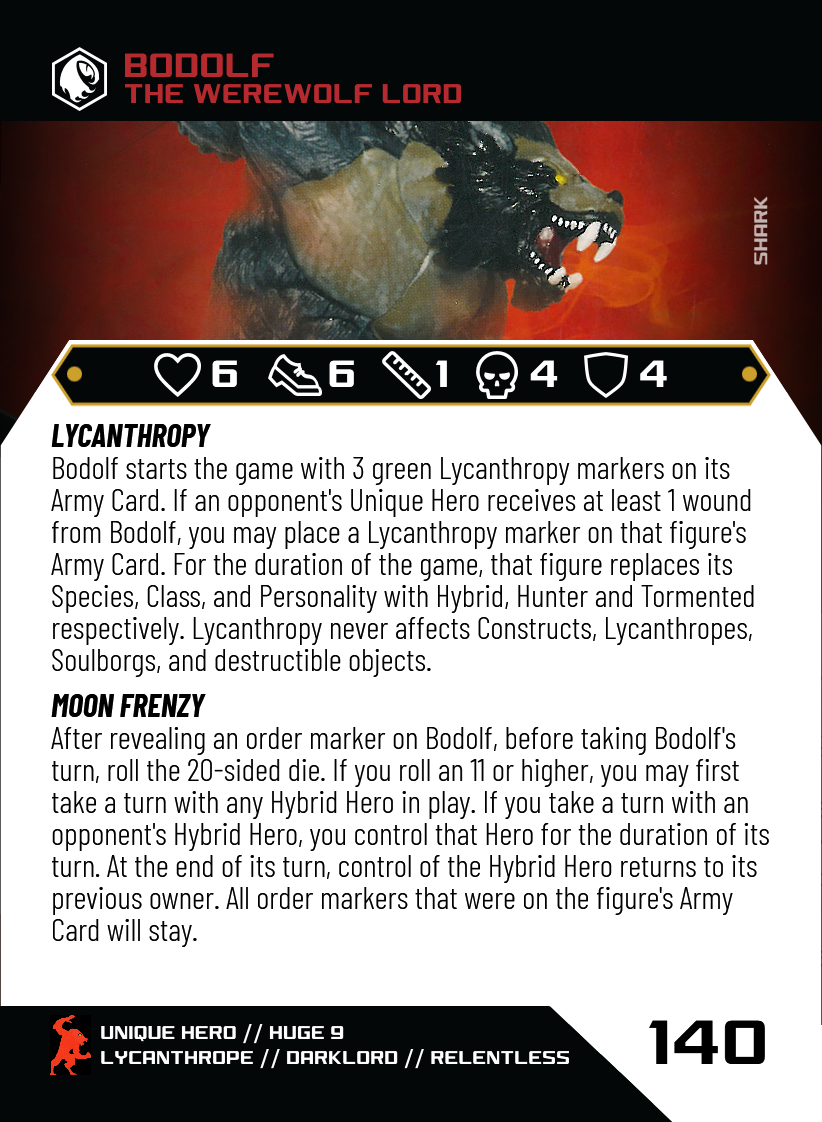 BODOLF
THE WEREWOLF LORD
SHARK
6 6 1 4 4
LYCANTHROPY
Bodolf starts the game with 3 green Lycanthropy markers on its
Army Card. If an opponent's Unique Hero receives at least 1 wound
from Bodolf, you may place a Lycanthropy marker on that figure's
Army Card. For the duration of the game, that figure replaces its
Species, Class, and Personality with Hybrid, Hunter and Tormented
respectively. Lycanthropy never affects Constructs, Lycanthropes,
Soulborgs, and destructible objects.
MOON FRENZY
After revealing an order marker on Bodolf, before taking Bodolf's
turn, roll the 20-sided die. If you roll an 11 or higher, you may first
take a turn with any Hybrid Hero in play. If you take a turn with an
opponent's Hybrid Hero, you control that Hero for the duration of its
turn. At the end of its turn, control of the Hybrid Hero returns to its
previous owner. All order markers that were on the figure's Army
Card will stay.
UNIQUE HERO // HUGE 9
LYCANTHROPE // DARKLORD // RELENTLESS
140